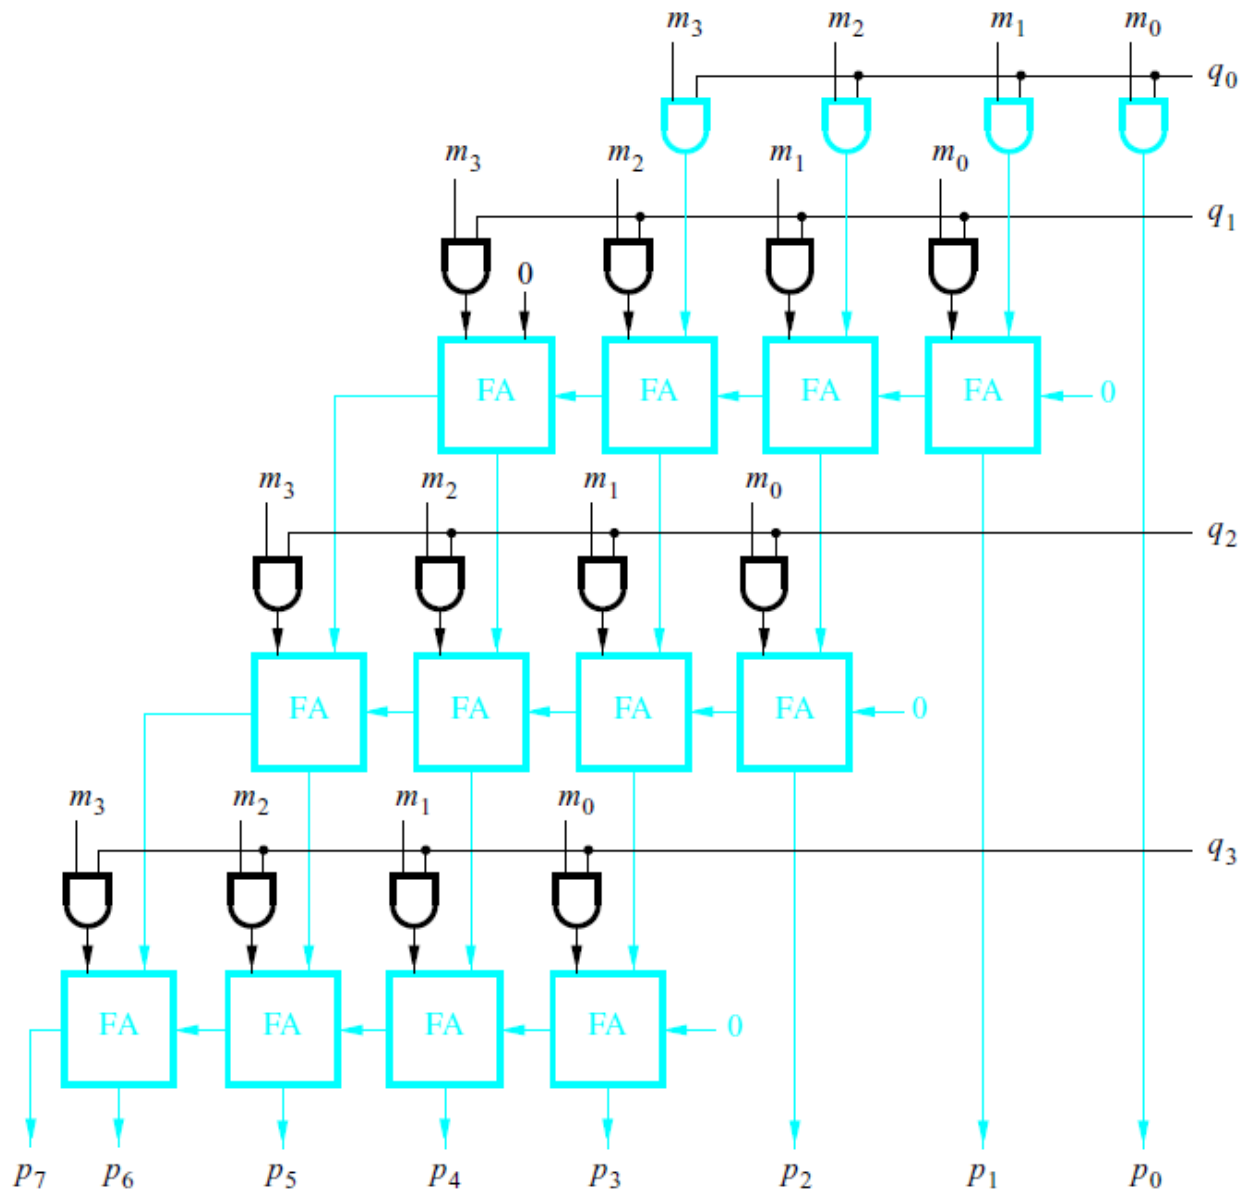 m₃ m₂ m₁ m₀
q₀
m₃ m₂ m₁ m₀
q₁
0
FA FA FA FA 0
m₃ m₂ m₁ m₀
q₂
FA FA FA FA 0
m₃ m₂ m₁ m₀
q₃
FA FA FA FA 0
p₇ p₆ p₅ p₄ p₃ p₂ p₁ p₀